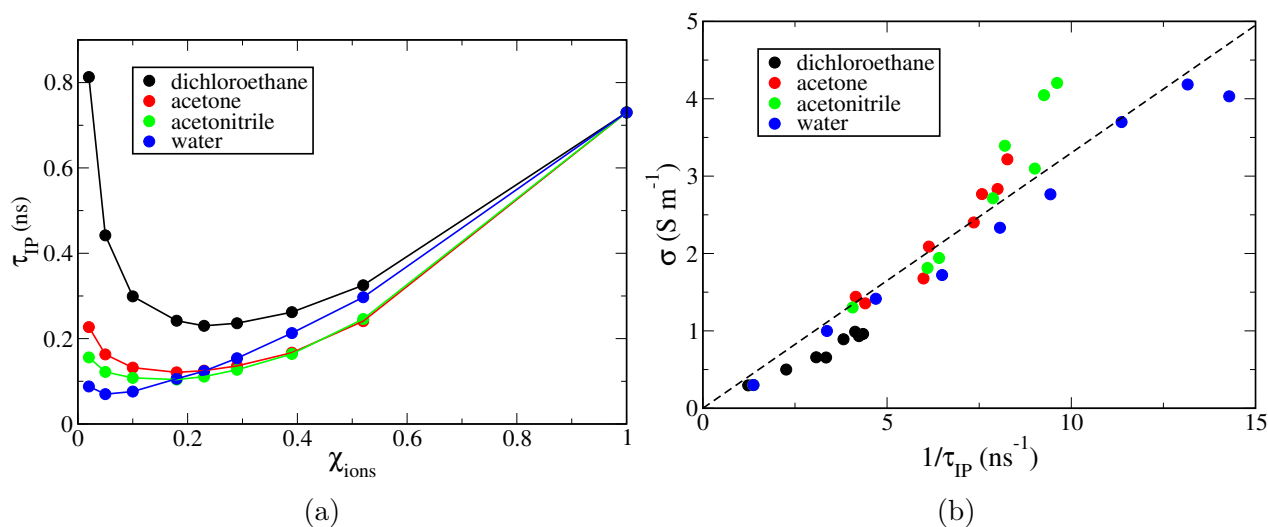 dichloroethane
acetone
acetonitrile
water
τIP (ns)
0.8
0.6
0.4
0.2
0
0 0.2 0.4 0.6 0.8 1
χions
(a)
dichloroethane
acetone
acetonitrile
water
σ (S m-1)
5
4
3
2
1
0
0 5 10 15
1/τIP (ns-1)
(b)